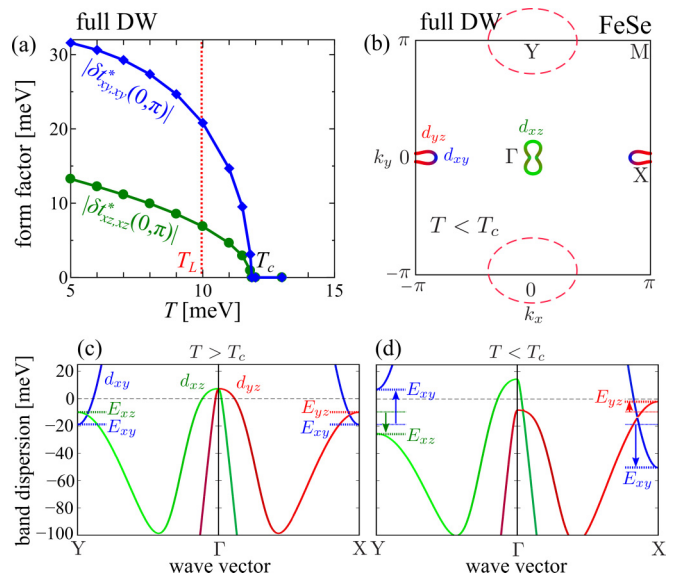 full DW
(a)
|δt*xy,xy(0,π)|
|δt*xz,xz(0,π)|
form factor [meV]
30
20
10
0
T_L
T_c
5
10
15
T [meV]
full DW
FeSe
(b)
π
Y
M
d_yz
d_xz
d_xy
k_y
0
Γ
X
T < T_c
−π
−π
0
π
k_x
(c)
T > T_c
band dispersion [meV]
20
0
−20
−40
−60
−80
−100
d_xy
d_xz
d_yz
E_xz
E_xy
E_yz
E_xy
Y
Γ
X
wave vector
(d)
T < T_c
E_xy
E_xz
E_yz
E_xy
Y
Γ
X
wave vector